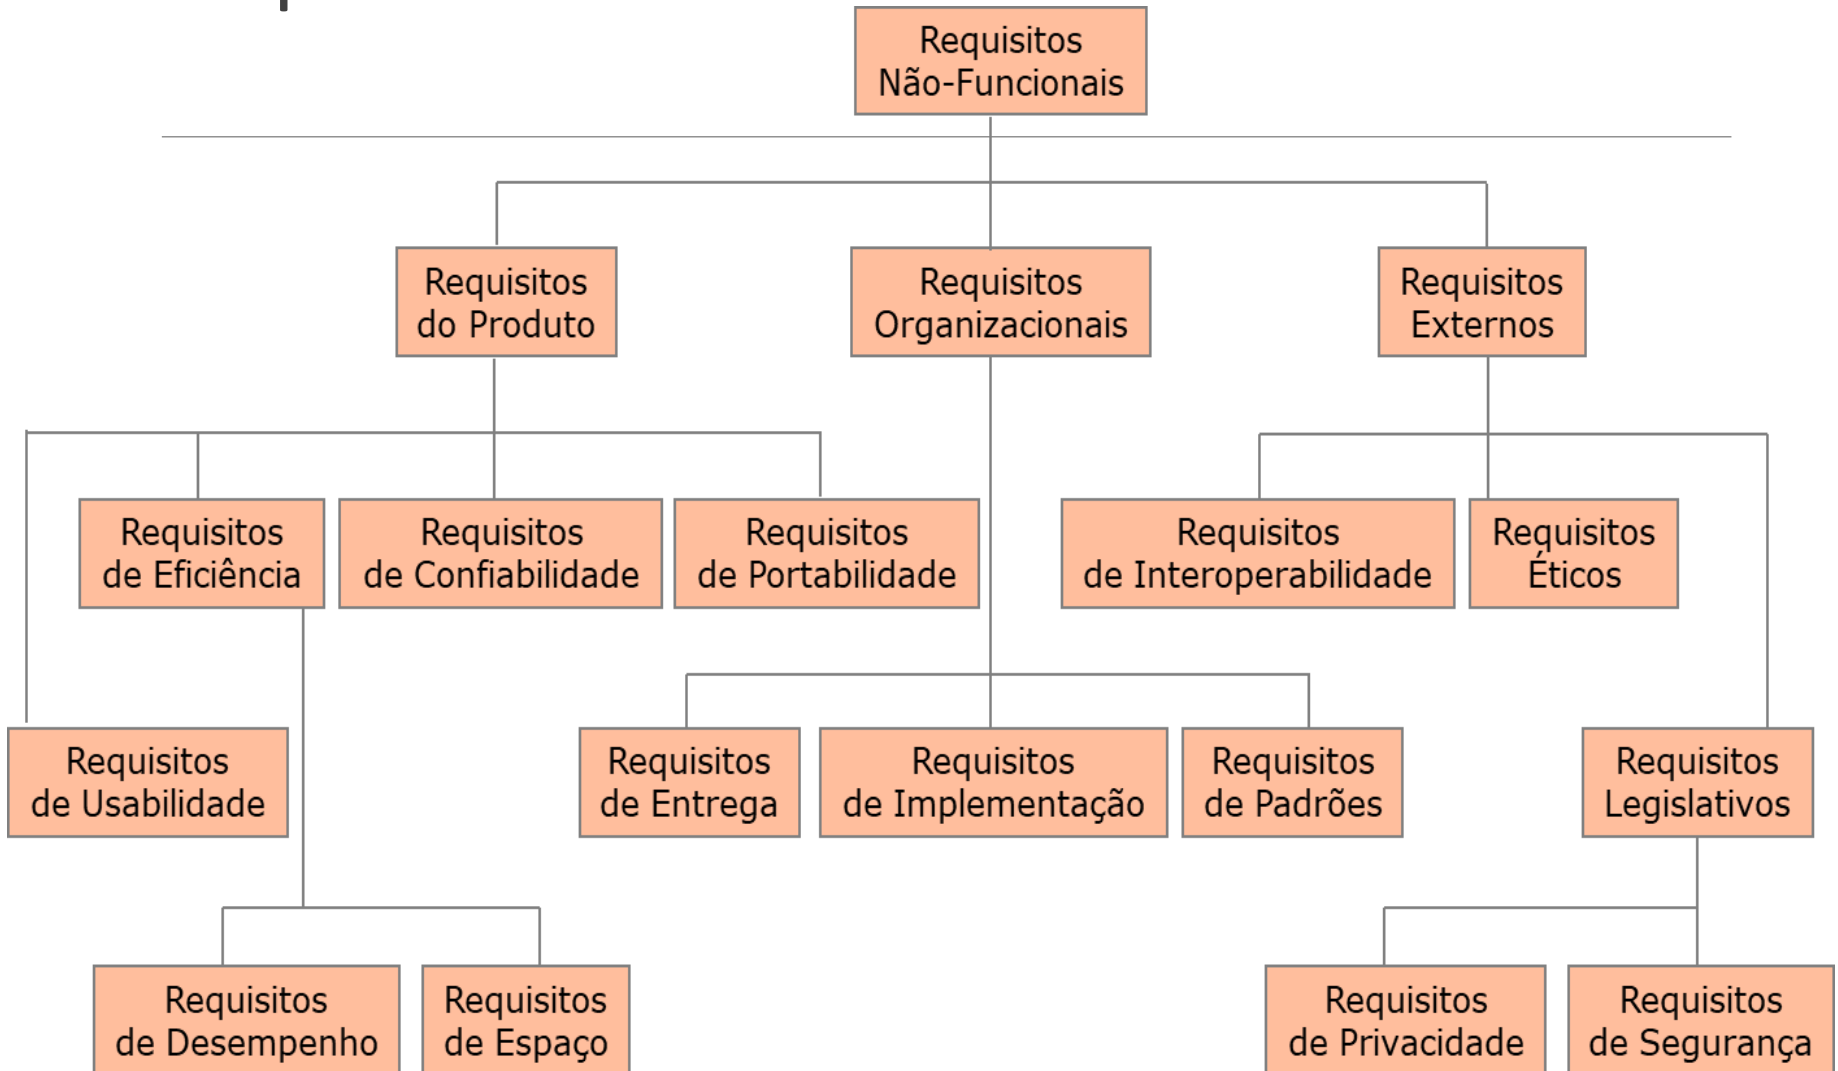 Requisitos
Não-Funcionais
Requisitos
do Produto
Requisitos
Organizacionais
Requisitos
Externos
Requisitos
de Eficiência
Requisitos
de Confiabilidade
Requisitos
de Portabilidade
Requisitos
de Interoperabilidade
Requisitos
Éticos
Requisitos
de Usabilidade
Requisitos
de Entrega
Requisitos
de Implementação
Requisitos
de Padrões
Requisitos
Legislativos
Requisitos
de Desempenho
Requisitos
de Espaço
Requisitos
de Privacidade
Requisitos
de Segurança